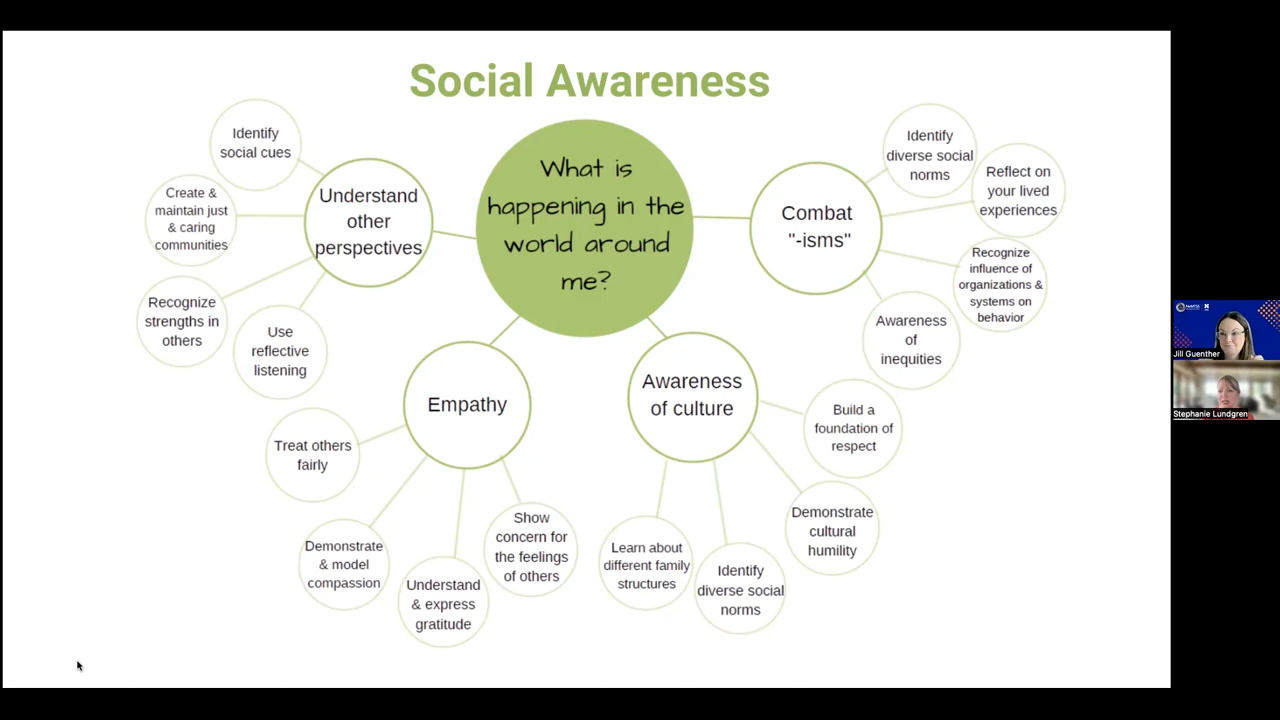 Social Awareness
What is
happening in the
world around
me?
Understand
other
perspectives
Identify
social cues
Create &
maintain just
& caring
communities
Recognize
strengths in
others
Use
reflective
listening
Empathy
Treat others
fairly
Demonstrate
& model
compassion
Understand
& express
gratitude
Show
concern for
the feelings
of others
Awareness
of culture
Learn about
different family
structures
Identify
diverse social
norms
Demonstrate
cultural
humility
Build a
foundation of
respect
Combat
"-isms"
Identify
diverse social
norms
Reflect on
your lived
experiences
Recognize
influence of
organizations &
systems on
behavior
Awareness
of
inequities
Jill Guenther
Stephanie Lundgren